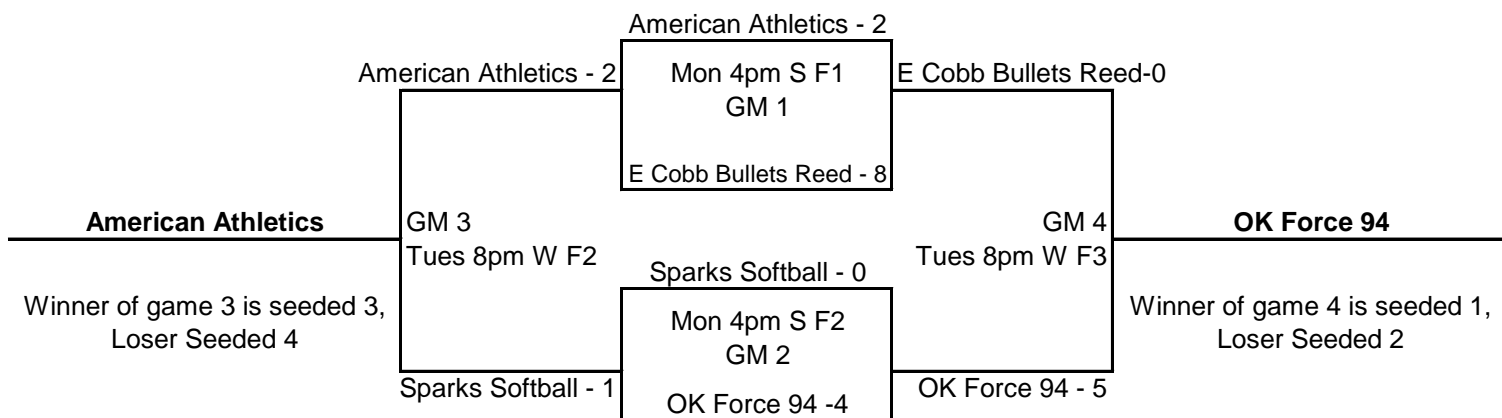 American Athletics - 2
American Athletics - 2
Mon 4pm S F1
E Cobb Bullets Reed-0
GM 1
E Cobb Bullets Reed - 8
American Athletics
GM 3
GM 4
OK Force 94
Tues 8pm W F2
Tues 8pm W F3
Sparks Softball - 0
Winner of game 3 is seeded 3,
Loser Seeded 4
Mon 4pm S F2
GM 2
Winner of game 4 is seeded 1,
Loser Seeded 2
Sparks Softball - 1
OK Force 94 -4
OK Force 94 - 5